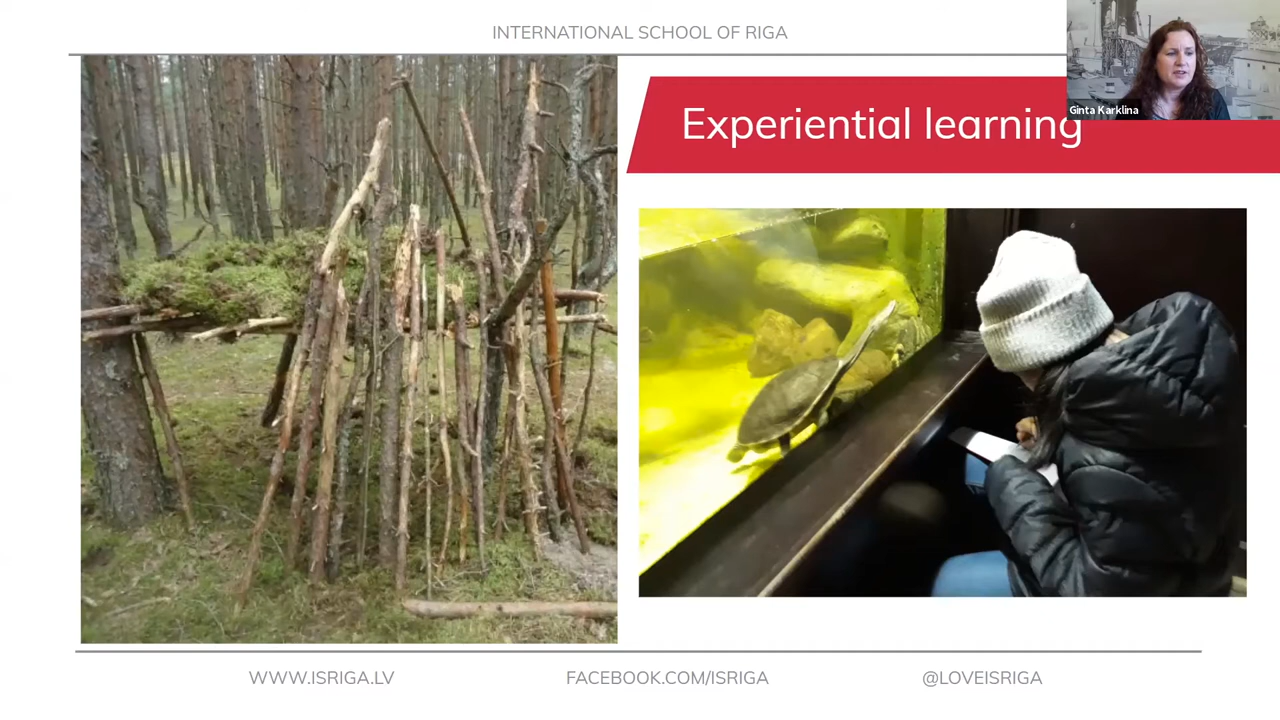 INTERNATIONAL SCHOOL OF RIGA
Ginta Karklina
Experiential learning
WWW.ISRIGA.LV
FACEBOOK.COM/ISRIGA
@LOVEISRIGA